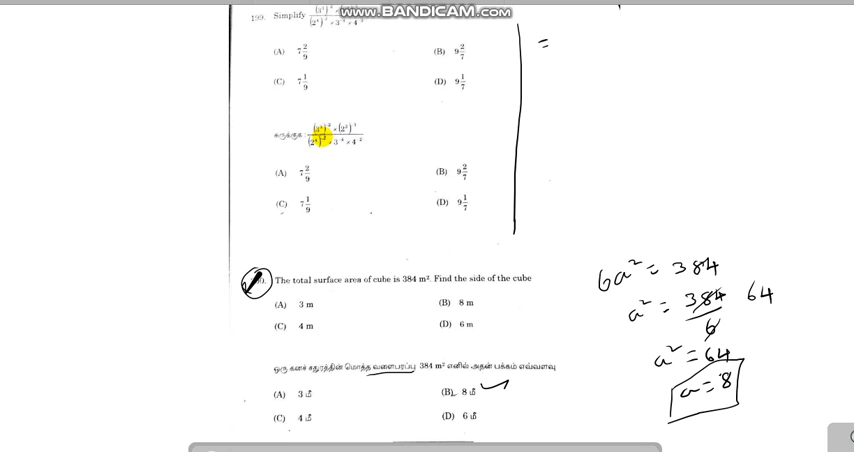 WWW.BANDICAM.COM
199. Simplify
(A) 7 2/9
(B) 9 2/7
(C) 7 1/9
(D) 9 1/7
சுருக்குக :
(A) 7 2/9
(B) 9 2/7
(C) 7 1/9
(D) 9 1/7
=
The total surface area of cube is 384 m². Find the side of the cube
(A) 3 m
(B) 8 m
(C) 4 m
(D) 6 m
ஒரு கனச் சதுரத்தின் மொத்த வளைபரப்பு 384 m² எனில் அதன் பக்கம் எவ்வளவு
(A) 3 மீ
(B) 8 மீ
(C) 4 மீ
(D) 6 மீ
6a² = 384
a² = 384/6 64
a² = 64
a = 8